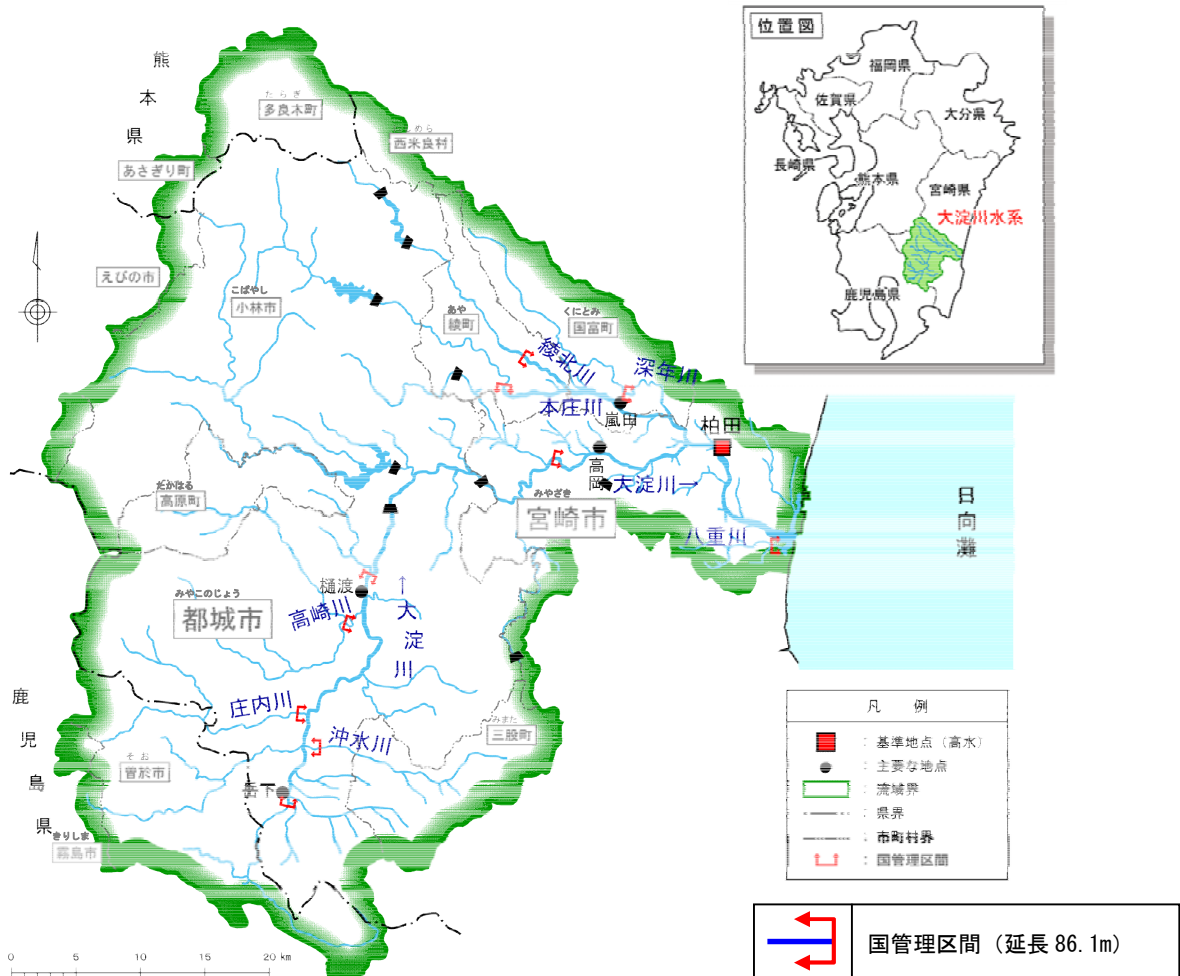 位置図
福岡県
佐賀県
大分県
長崎県
熊本県
宮崎県
大淀川水系
鹿児島県
熊本県
たらぎ
多良木町
めら
西米良村
あさぎり町
えびの市
こばやし
小林市
あや
綾町
くにとみ
国富町
綾北川
深年川
本庄川
嵐田
柏田
高岡
大淀川→
たかはる
高原町
みやざき
宮崎市
八重川
日向灘
樋渡
←大淀川
みやこのじょう
都城市
高崎川
庄内川
沖水川
みまた
三股町
そお
曽於市
岳下
鹿児島県
きりしま
霧島市
凡 例
: 基準地点（高水）
: 主要な地点
: 流域界
: 県界
: 市町村界
: 国管理区間
国管理区間（延長 86.1m）
0 5 10 15 20 km